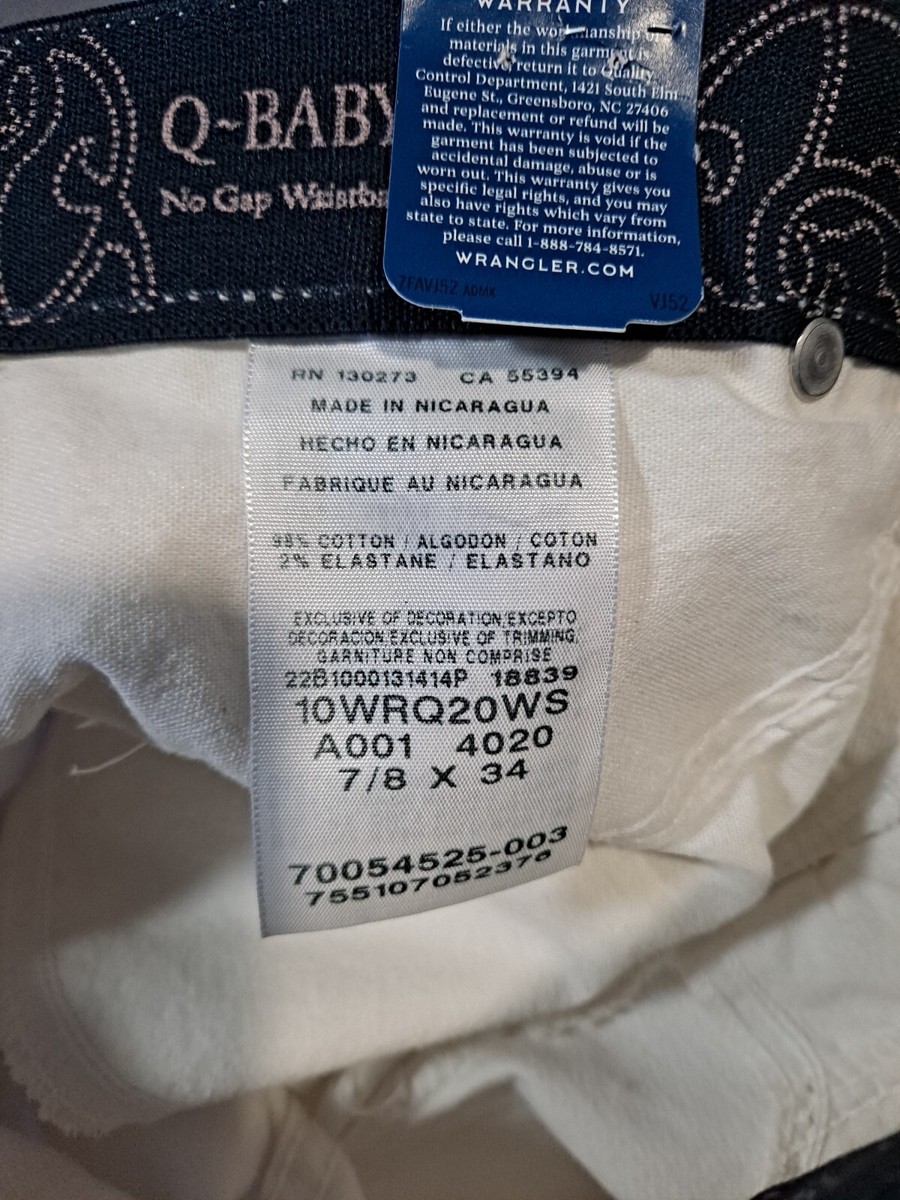 WARRANTY
If either the workmanship or
materials in this garment is
defective, return it to Quality
Control Department, 1421 South Elm
Eugene St., Greensboro, NC 27406
and replacement or refund will be
made. This warranty is void if the
garment has been subjected to
accidental damage, abuse or is
worn out. This warranty gives you
specific legal rights, and you may
also have rights which vary from
state to state. For more information,
please call 1-888-784-8571.
WRANGLER.COM
7FAVJ52 ADMX VJ52
Q~BABY
No Gap
RN 130273 CA 55394
MADE IN NICARAGUA
HECHO EN NICARAGUA
FABRIQUE AU NICARAGUA
98% COTTON / ALGODON / COTON
2% ELASTANE / ELASTANO
EXCLUSIVE OF DECORATION/EXCEPTO
DECORACION/EXCLUSIVE OF TRIMMING/
GARNITURE NON COMPRISE
22B1000131414P 18839
10WRQ20WS
A001 4020
7/8 X 34
70054525-003
755107052376